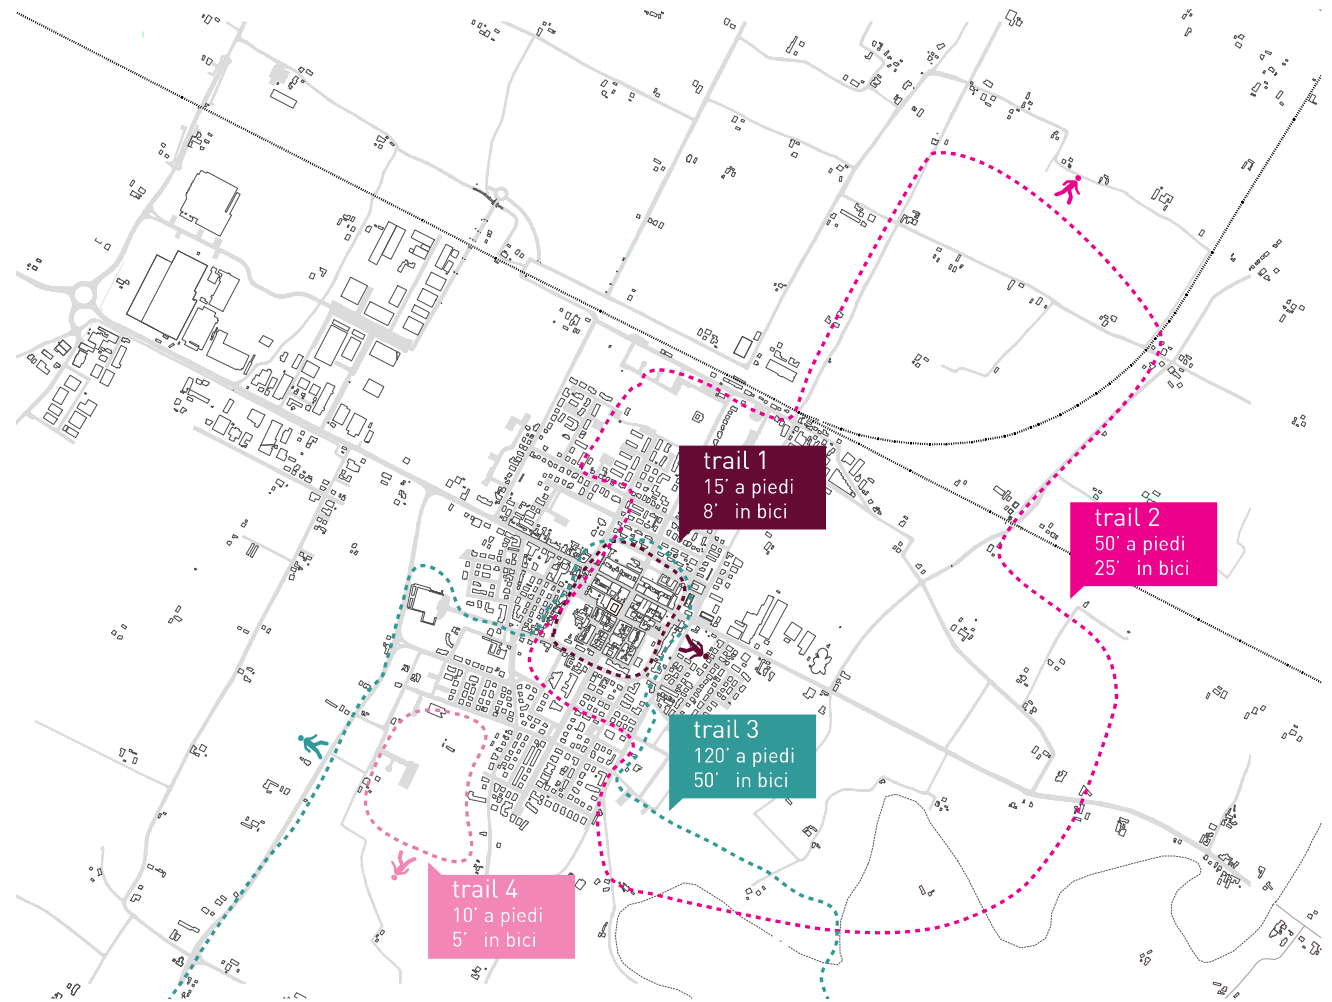 trail 1
15' a piedi
8' in bici
trail 2
50' a piedi
25' in bici
trail 3
120' a piedi
50' in bici
trail 4
10' a piedi
5' in bici